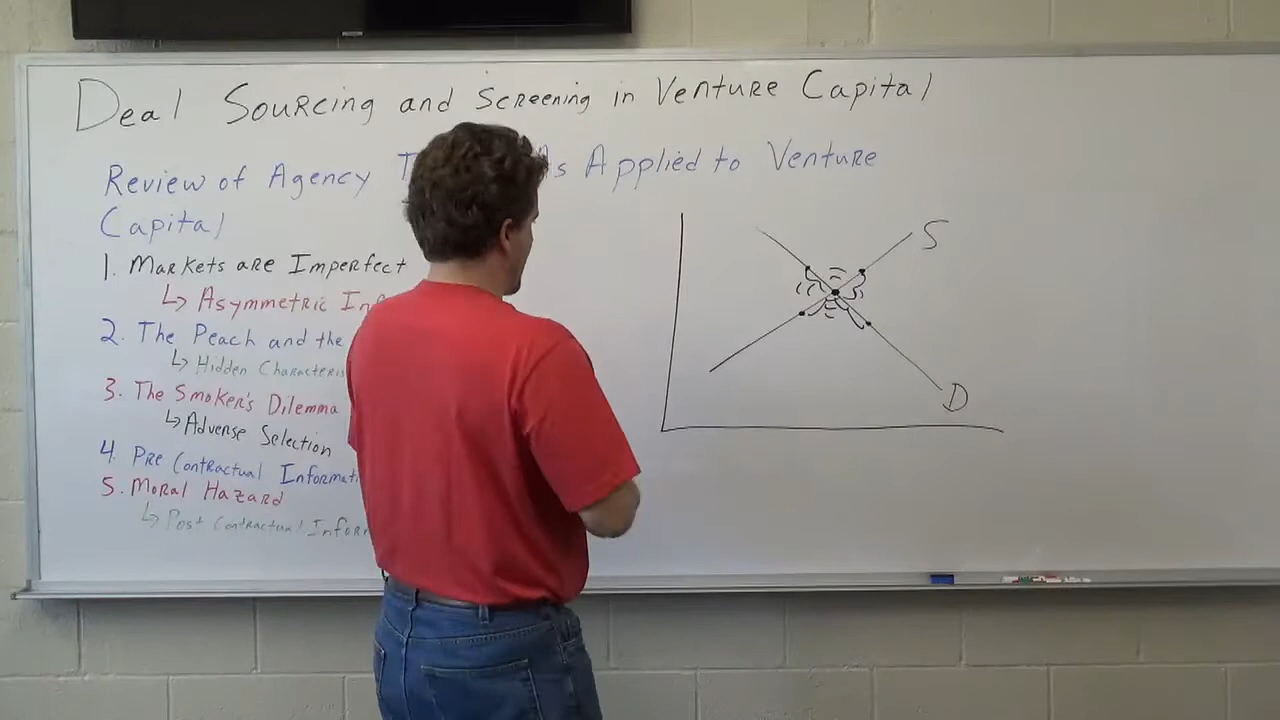 Deal Sourcing and Screening in Venture Capital
Review of Agency As Applied to Venture
Capital
1. Markets are Imperfect
↳ Asymmetric
2. The Peach and the
↳ Hidden
3. The Smoker's Dilemma
↳ Adverse Selection
4. Pre Contractual
5. Moral Hazard
↳ Post Contractual
S
D